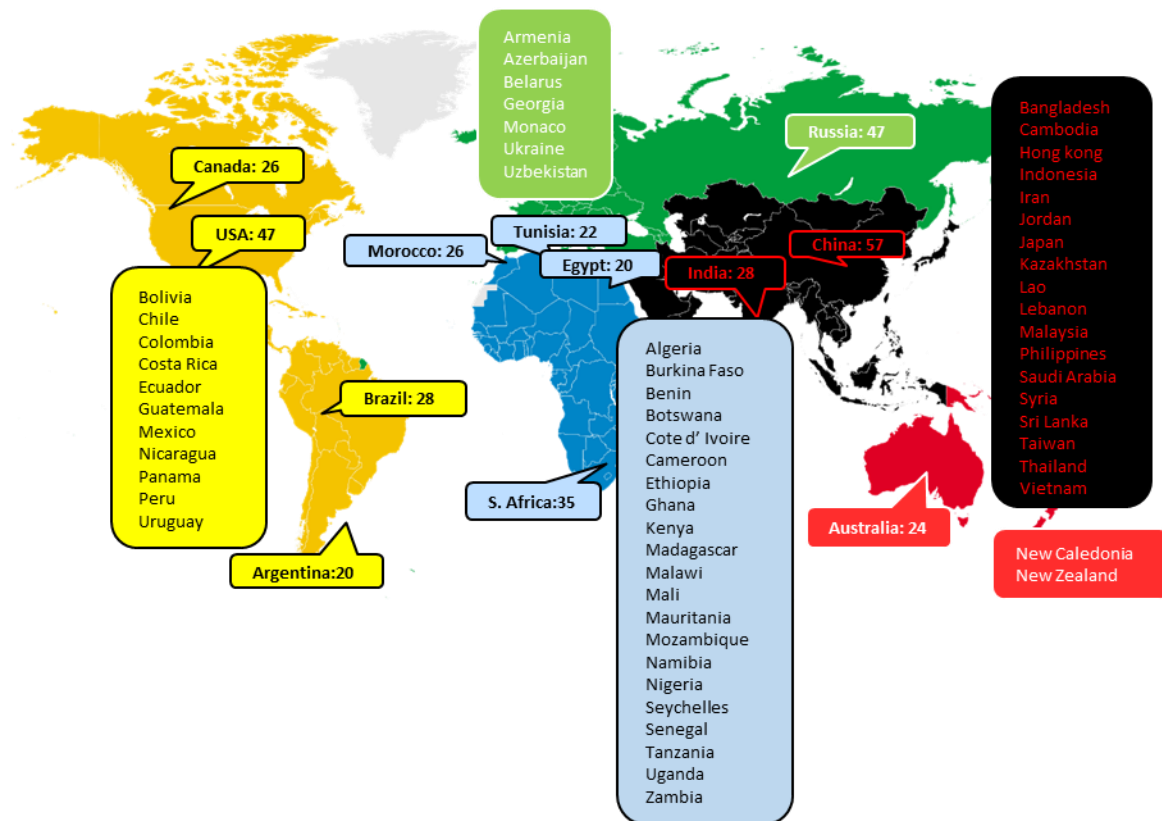 Armenia
Azerbaijan
Belarus
Georgia
Monaco
Ukraine
Uzbekistan
Russia: 47
Canada: 26
USA: 47
Bolivia
Chile
Colombia
Costa Rica
Ecuador
Guatemala
Mexico
Nicaragua
Panama
Peru
Uruguay
Brazil: 28
Argentina:20
Tunisia: 22
Morocco: 26
Egypt: 20
S. Africa:35
Algeria
Burkina Faso
Benin
Botswana
Cote d’ Ivoire
Cameroon
Ethiopia
Ghana
Kenya
Madagascar
Malawi
Mali
Mauritania
Mozambique
Namibia
Nigeria
Seychelles
Senegal
Tanzania
Uganda
Zambia
India: 28
China: 57
Bangladesh
Cambodia
Hong kong
Indonesia
Iran
Jordan
Japan
Kazakhstan
Lao
Lebanon
Malaysia
Philippines
Saudi Arabia
Syria
Sri Lanka
Taiwan
Thailand
Vietnam
Australia: 24
New Caledonia
New Zealand